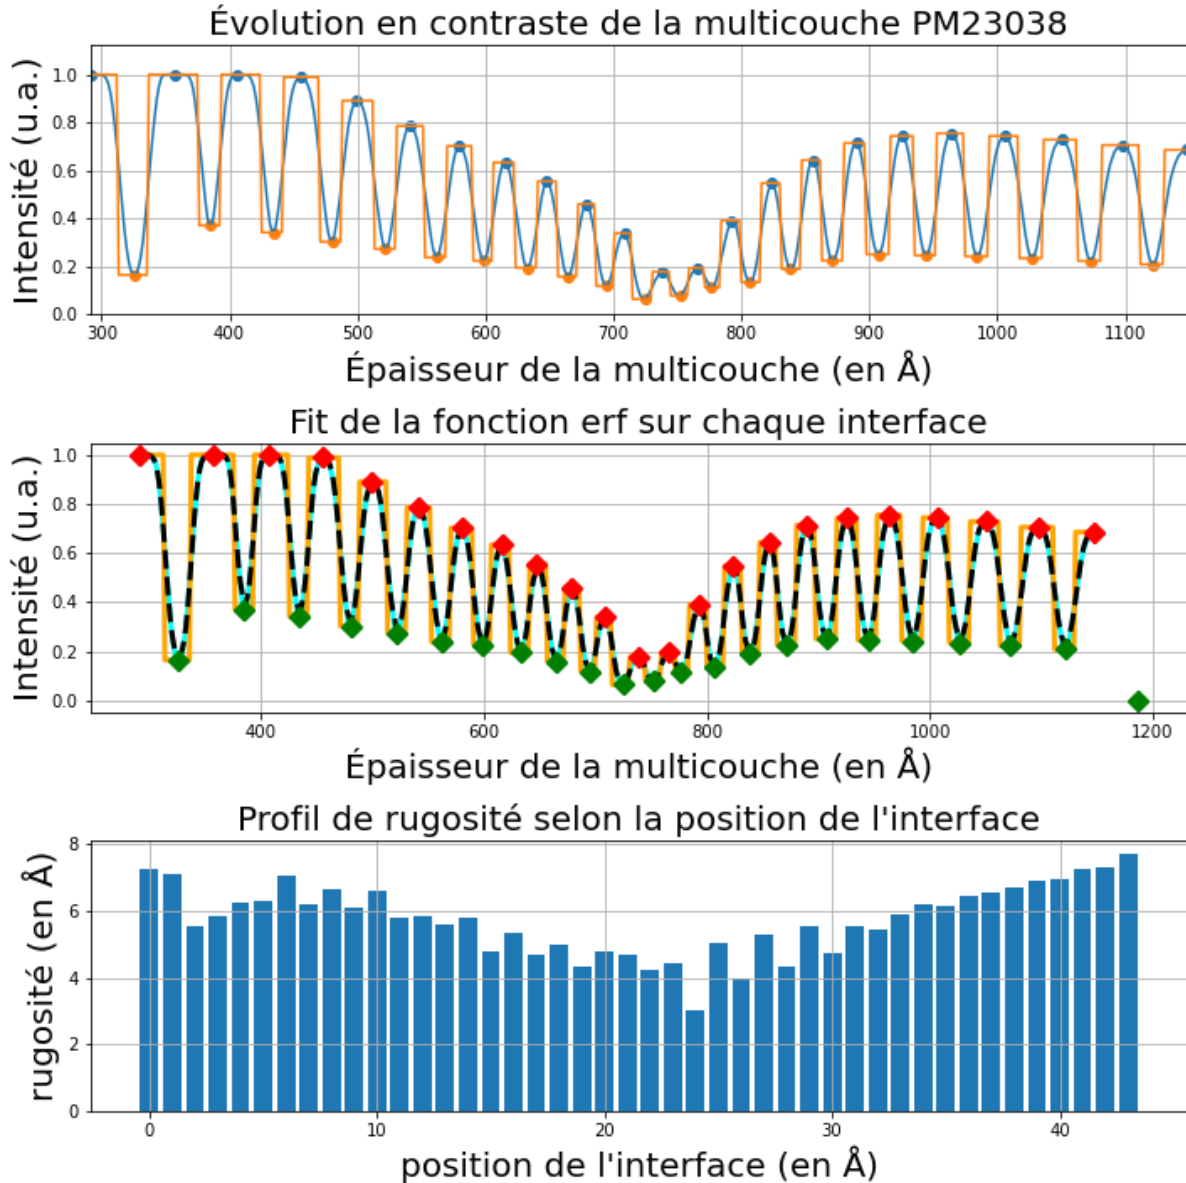 Évolution en contraste de la multicouche PM23038
Intensité (u.a.)
1.0
0.8
0.6
0.4
0.2
0.0
300 400 500 600 700 800 900 1000 1100
Épaisseur de la multicouche (en Å)
Fit de la fonction erf sur chaque interface
Intensité (u.a.)
1.0
0.8
0.6
0.4
0.2
0.0
400 600 800 1000 1200
Épaisseur de la multicouche (en Å)
Profil de rugosité selon la position de l'interface
rugosité (en Å)
8
6
4
2
0
0 10 20 30 40
position de l'interface (en Å)